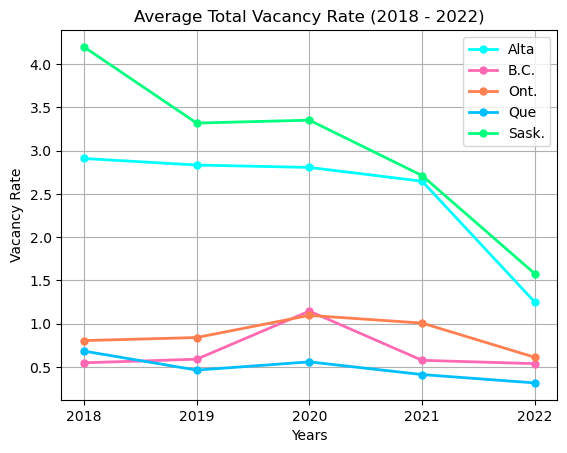 Average Total Vacancy Rate (2018 - 2022)
Alta
B.C.
Ont.
Que
Sask.
Vacancy Rate
4.0
3.5
3.0
2.5
2.0
1.5
1.0
0.5
2018 2019 2020 2021 2022
Years